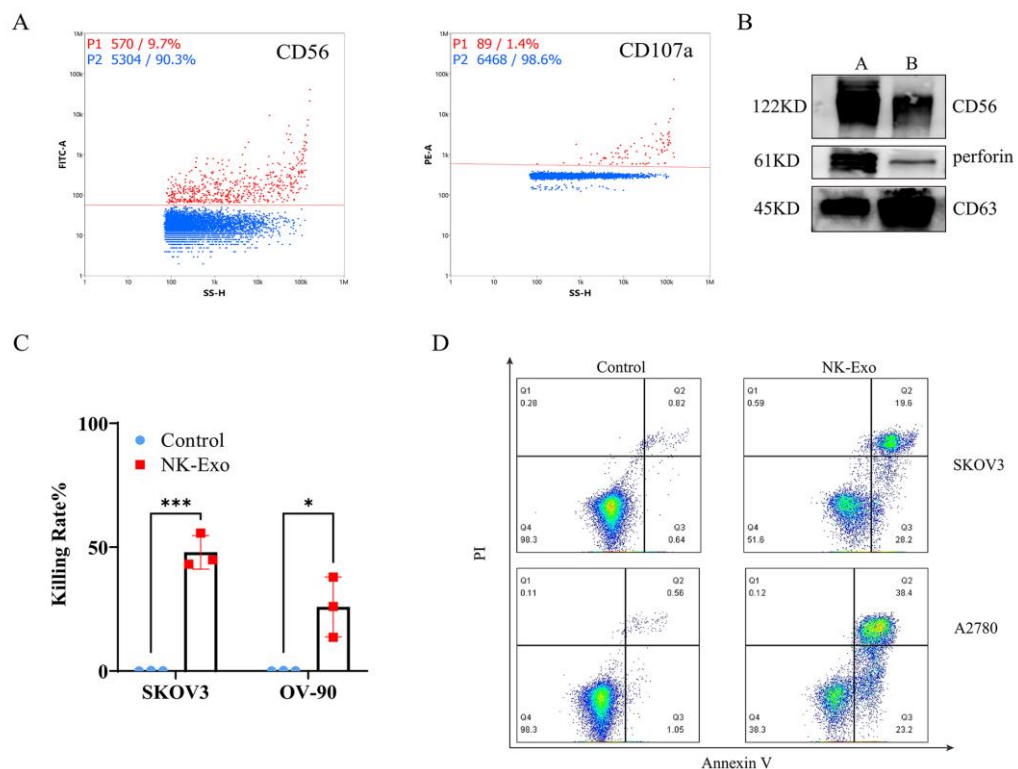 A
P1 570 / 9.7%
P2 5304 / 90.3%
CD56
1M
100k
10k
1k
100
10
1
FITC-A
1 10 100 1k 10k 100k 1M
SS-H
P1 89 / 1.4%
P2 6468 / 98.6%
CD107a
1M
100k
10k
1k
100
10
1
PE-A
1 10 100 1k 10k 100k 1M
SS-H
B
A B
122KD CD56
61KD perforin
45KD CD63
C
100
50
0
Killing Rate%
Control
NK-Exo
***
*
SKOV3 OV-90
D
Control NK-Exo
Q1
0.28
Q2
0.82
Q4
98.3
Q3
0.64
Q1
0.59
Q2
19.6
Q4
51.6
Q3
28.2
SKOV3
PI
Q1
0.11
Q2
0.56
Q4
98.3
Q3
1.05
Q1
0.12
Q2
38.4
Q4
38.3
Q3
23.2
A2780
Annexin V